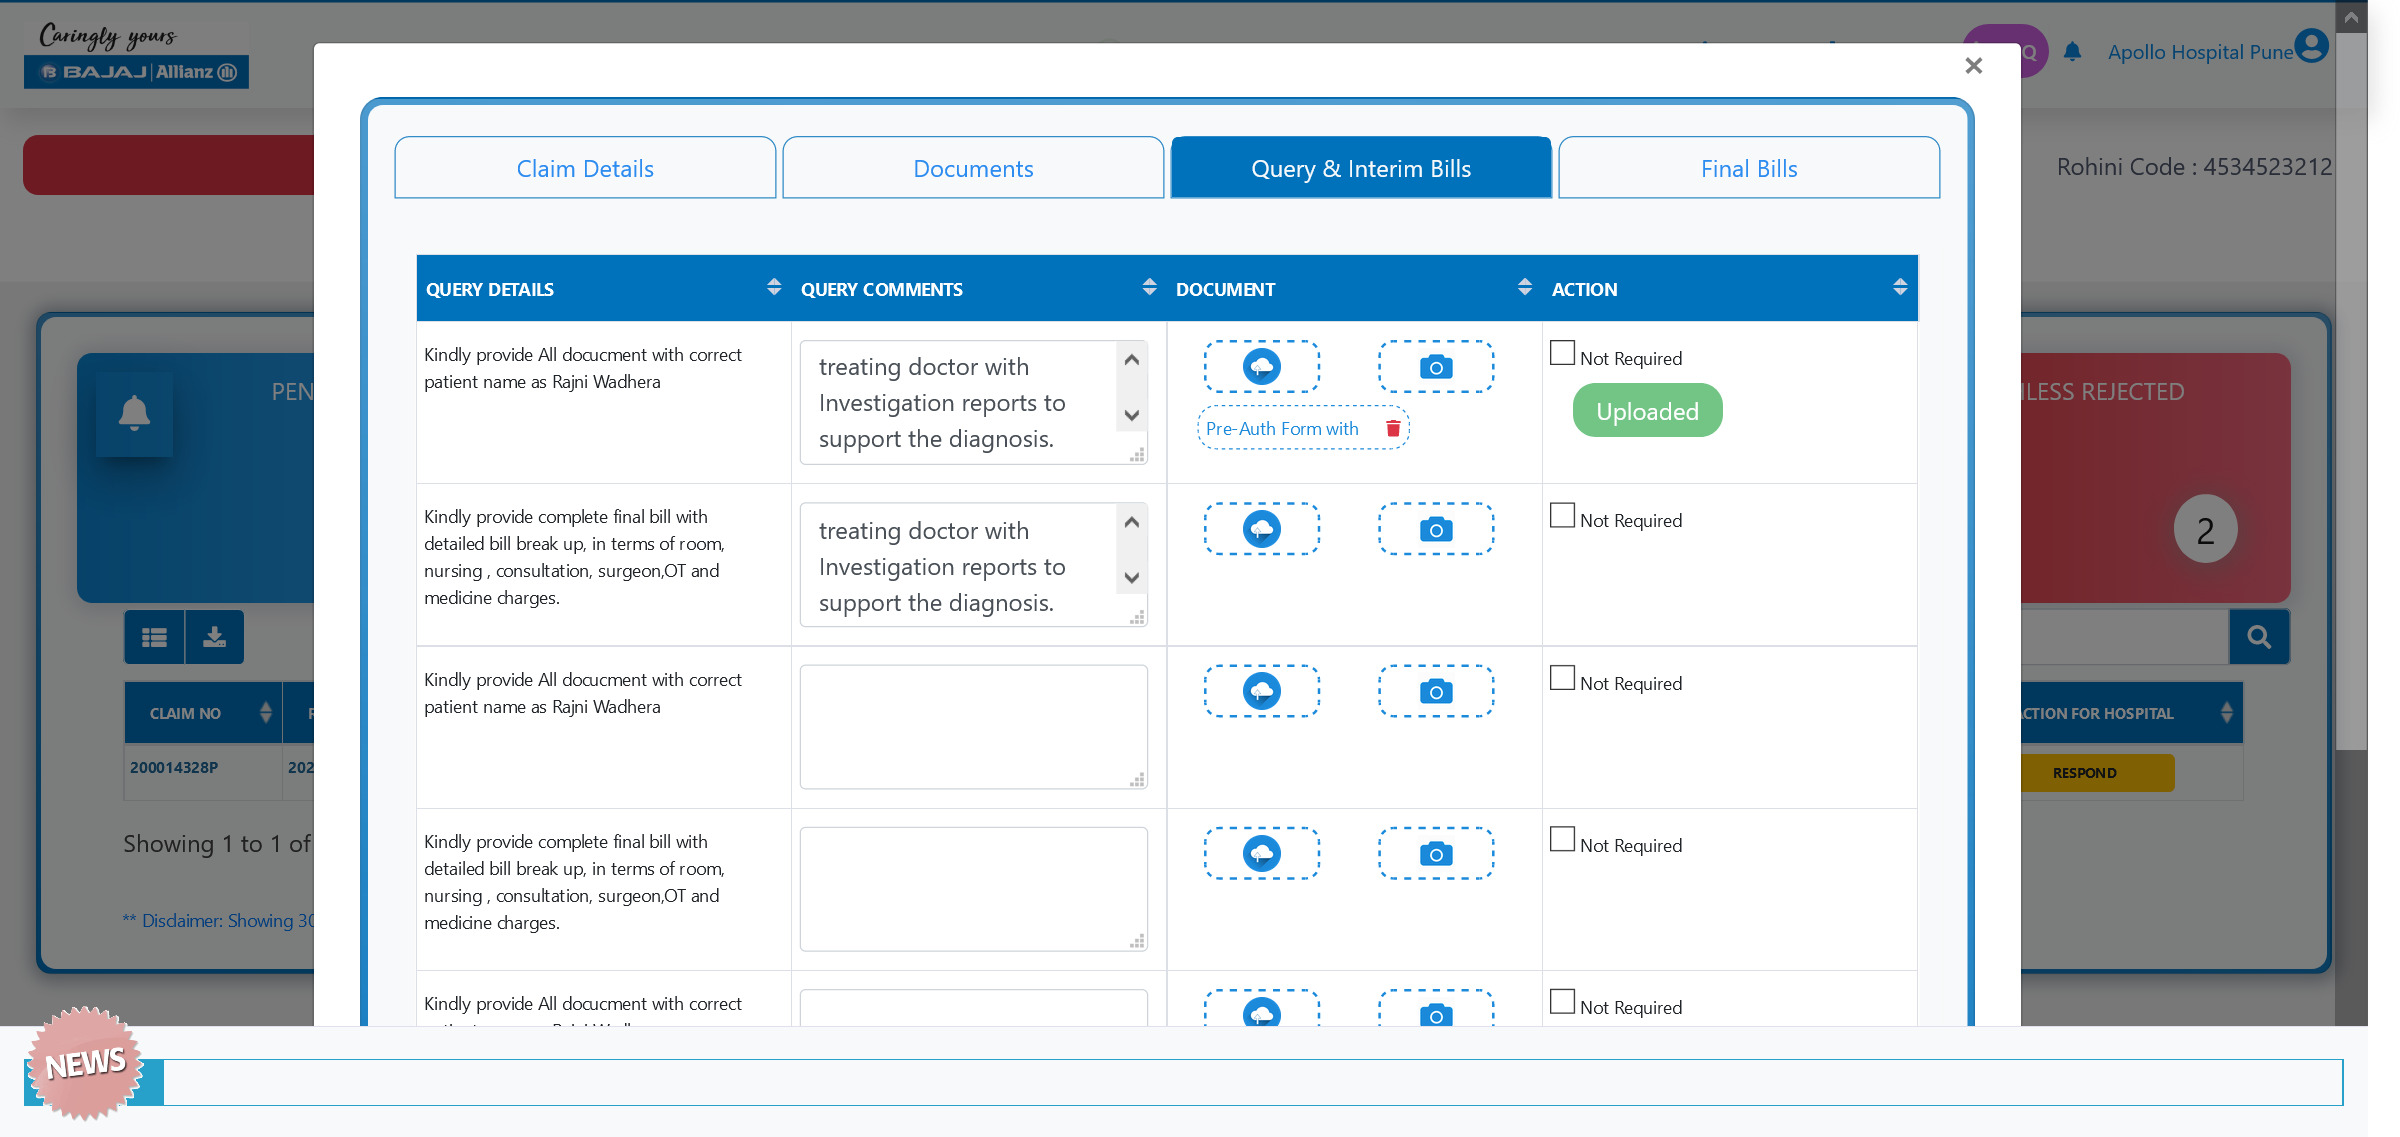 Caringly yours
BAJAJ | Allianz
Q
Apollo Hospital Pune
Rohini Code : 4534523212
×
Claim Details
Documents
Query & Interim Bills
Final Bills
QUERY DETAILS
QUERY COMMENTS
DOCUMENT
ACTION
Kindly provide All docucment with correct
patient name as Rajni Wadhera
treating doctor with
Investigation reports to
support the diagnosis.
Pre-Auth Form with
Not Required
Uploaded
Kindly provide complete final bill with
detailed bill break up, in terms of room,
nursing , consultation, surgeon,OT and
medicine charges.
treating doctor with
Investigation reports to
support the diagnosis.
Not Required
Kindly provide All docucment with correct
patient name as Rajni Wadhera
Not Required
Kindly provide complete final bill with
detailed bill break up, in terms of room,
nursing , consultation, surgeon,OT and
medicine charges.
Not Required
Kindly provide All docucment with correct
Not Required
PEN
LESS REJECTED
2
CLAIM NO
ACTION FOR HOSPITAL
200014328P
202
RESPOND
Showing 1 to 1 of
** Disclaimer: Showing 30
NEWS